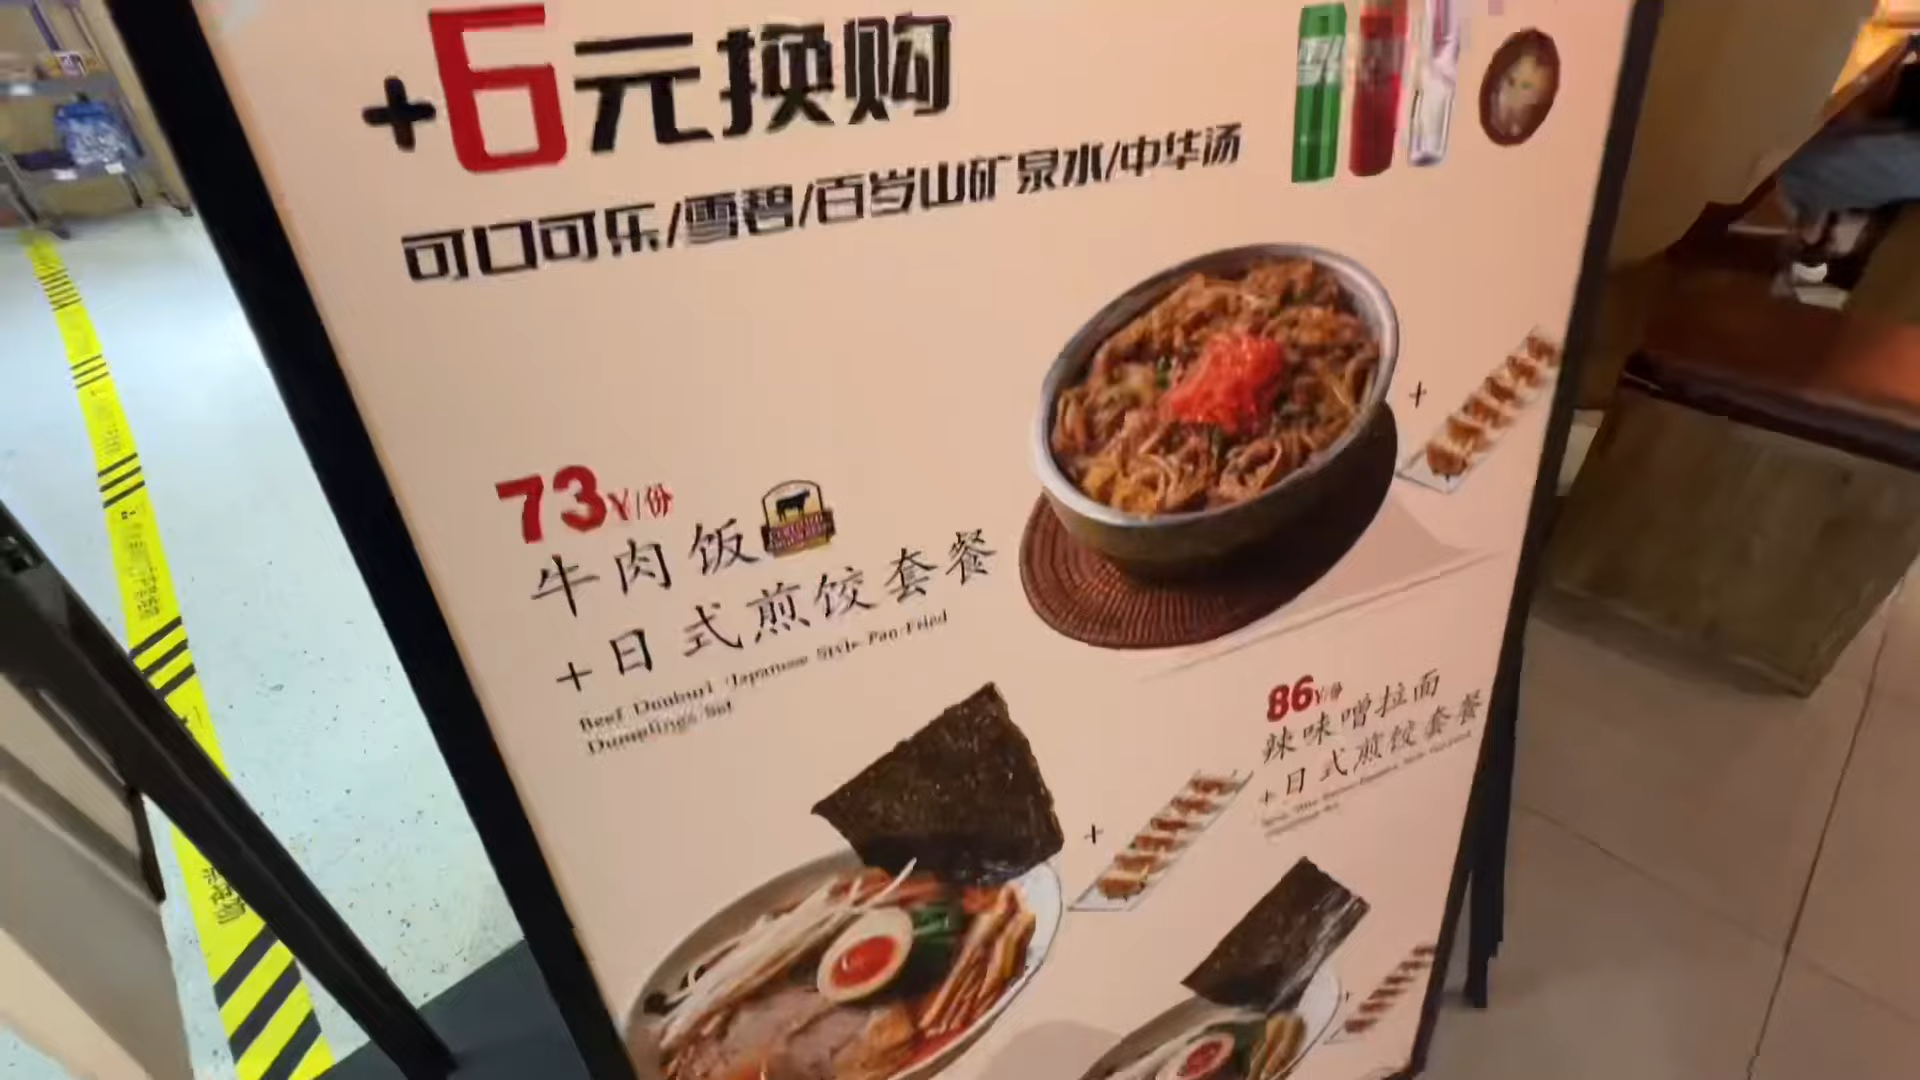 +6元换购
可口可乐/雪碧/百岁山矿泉水/中华汤
73¥/份
牛肉饭
+日式煎饺套餐
Beef Donburi Japanese Style Pan-Fried
Dumplings Set
86¥/份
辣味噌拉面
+日式煎饺套餐